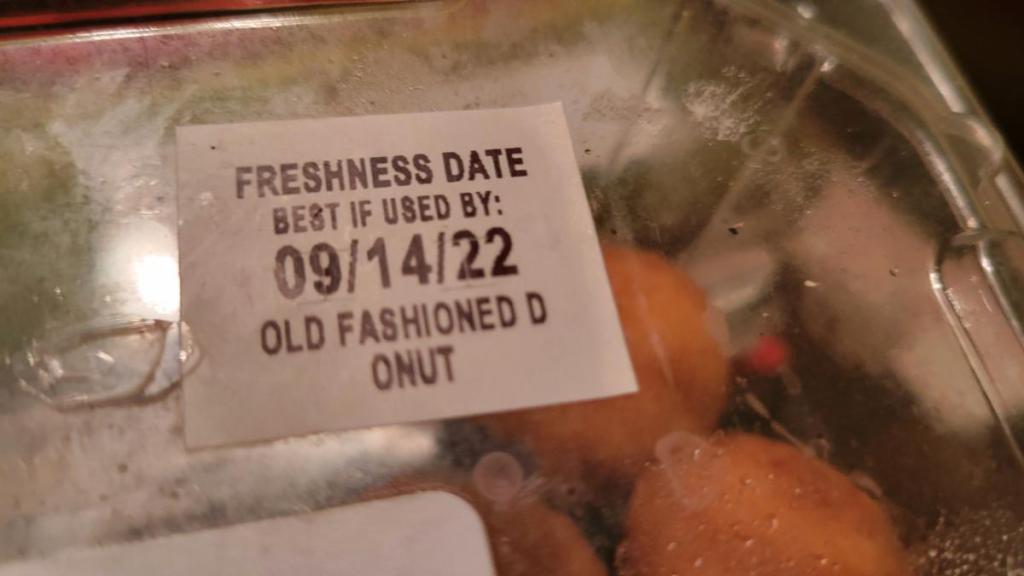 FRESHNESS DATE
BEST IF USED BY:
09/14/22
OLD FASHIONED D
ONUT